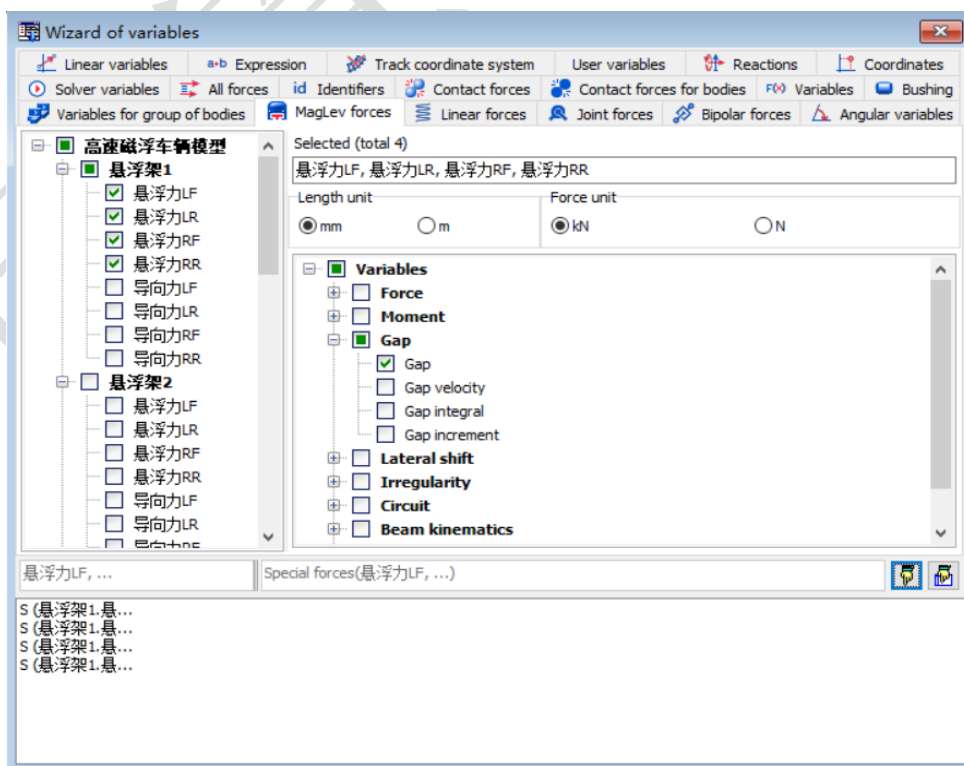 Wizard of variables
Linear variables a+b Expression Track coordinate system User variables Reactions Coordinates
Solver variables All forces id Identifiers Contact forces Contact forces for bodies F(x) Variables Bushing
Variables for group of bodies MagLev forces Linear forces Joint forces Bipolar forces Angular variables
高速磁浮车辆模型
悬浮架1
悬浮力LF
悬浮力LR
悬浮力RF
悬浮力RR
导向力LF
导向力LR
导向力RF
导向力RR
悬浮架2
悬浮力LF
悬浮力LR
悬浮力RF
悬浮力RR
导向力LF
导向力LR
导向力RF
Selected (total 4)
悬浮力LF, 悬浮力LR, 悬浮力RF, 悬浮力RR
Length unit
mm m
Force unit
kN N
Variables
Force
Moment
Gap
Gap
Gap velocity
Gap integral
Gap increment
Lateral shift
Irregularity
Circuit
Beam kinematics
悬浮力LF, ... Special forces(悬浮力LF, ...)
S (悬浮架1.悬...
S (悬浮架1.悬...
S (悬浮架1.悬...
S (悬浮架1.悬...